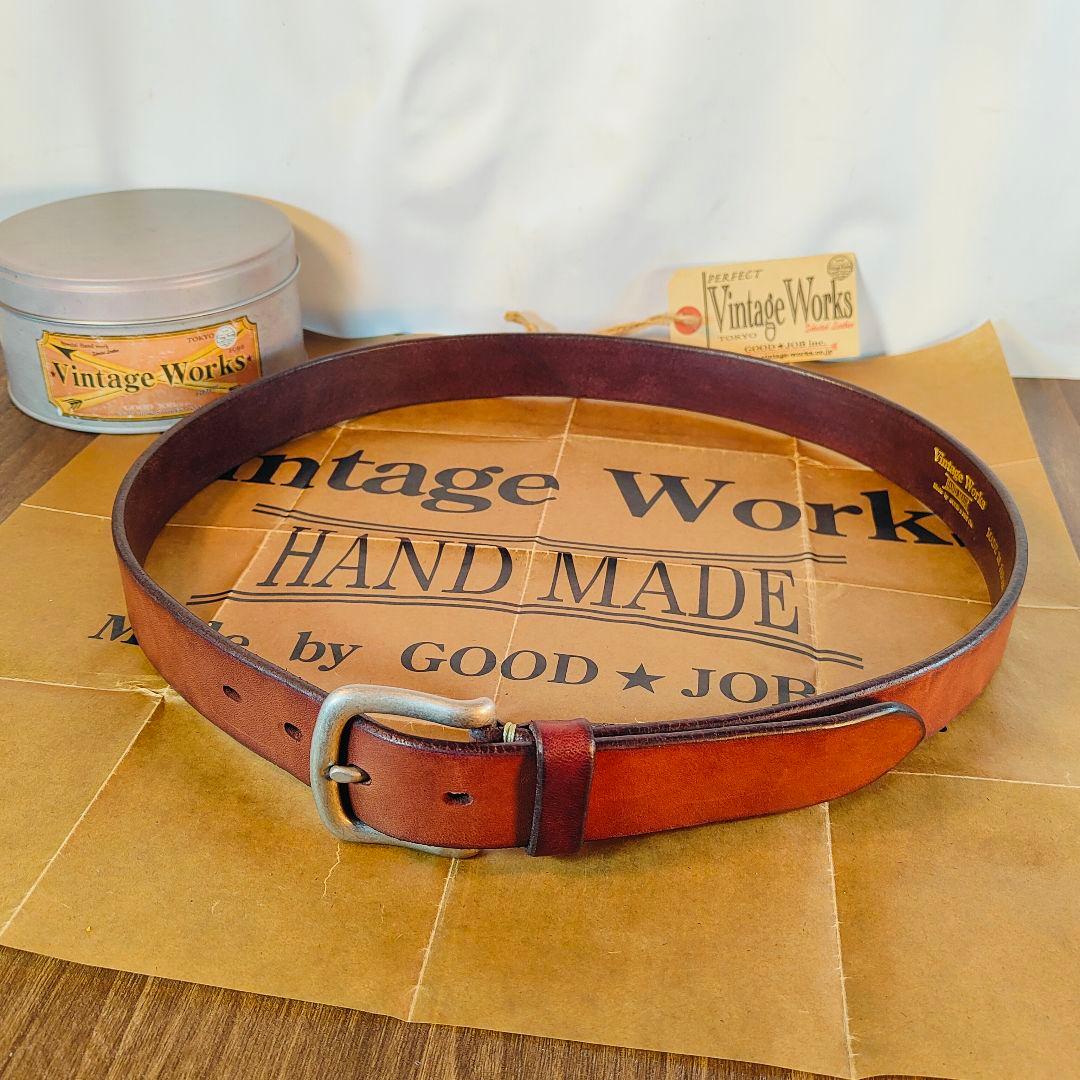 TOKYO
Vintage Works
PERFECT
Vintage Works
TOKYO
GOOD★JOB inc.
ntage Work
HAND MADE
by GOOD★JOB
Vintage Works